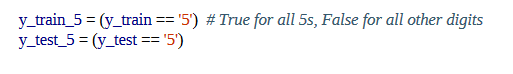 y_train_5 = (y_train == '5')  # True for all 5s, False for all other digits
y_test_5 = (y_test == '5')